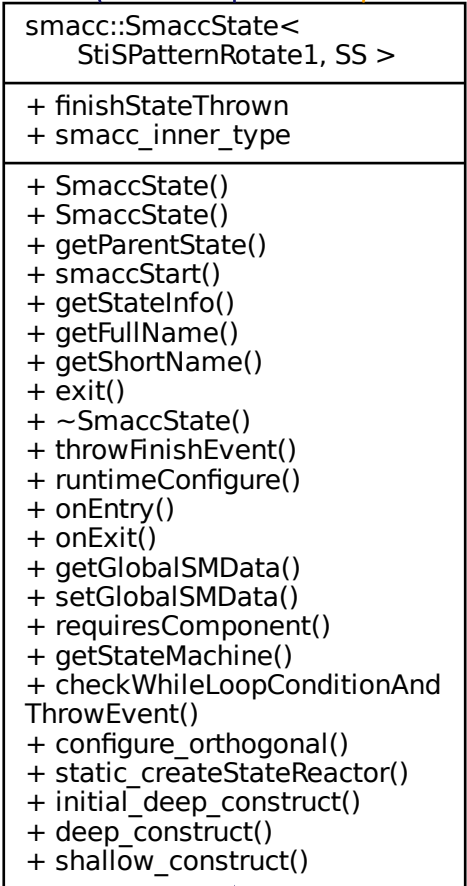 smacc::SmaccState<
StiSPatternRotate1, SS >
+ finishStateThrown
+ smacc_inner_type
+ SmaccState()
+ SmaccState()
+ getParentState()
+ smaccStart()
+ getStateInfo()
+ getFullName()
+ getShortName()
+ exit()
+ ~SmaccState()
+ throwFinishEvent()
+ runtimeConfigure()
+ onEntry()
+ onExit()
+ getGlobalSMData()
+ setGlobalSMData()
+ requiresComponent()
+ getStateMachine()
+ checkWhileLoopConditionAnd
ThrowEvent()
+ configure_orthogonal()
+ static_createStateReactor()
+ initial_deep_construct()
+ deep_construct()
+ shallow_construct()